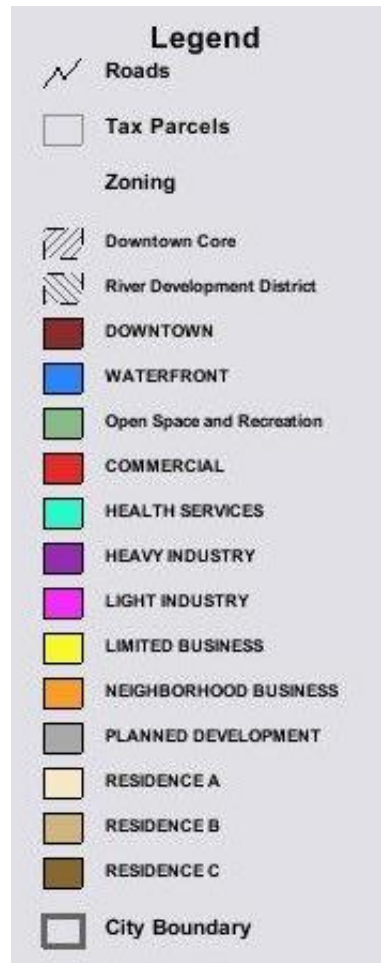 Legend
Roads
Tax Parcels
Zoning
Downtown Core
River Development District
DOWNTOWN
WATERFRONT
Open Space and Recreation
COMMERCIAL
HEALTH SERVICES
HEAVY INDUSTRY
LIGHT INDUSTRY
LIMITED BUSINESS
NEIGHBORHOOD BUSINESS
PLANNED DEVELOPMENT
RESIDENCE A
RESIDENCE B
RESIDENCE C
City Boundary